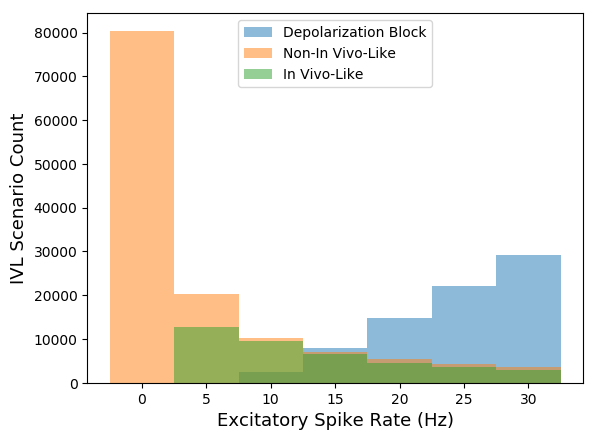 Depolarization Block
Non-In Vivo-Like
In Vivo-Like
80000
70000
60000
50000
40000
30000
20000
10000
0
IVL Scenario Count
0 5 10 15 20 25 30
Excitatory Spike Rate (Hz)